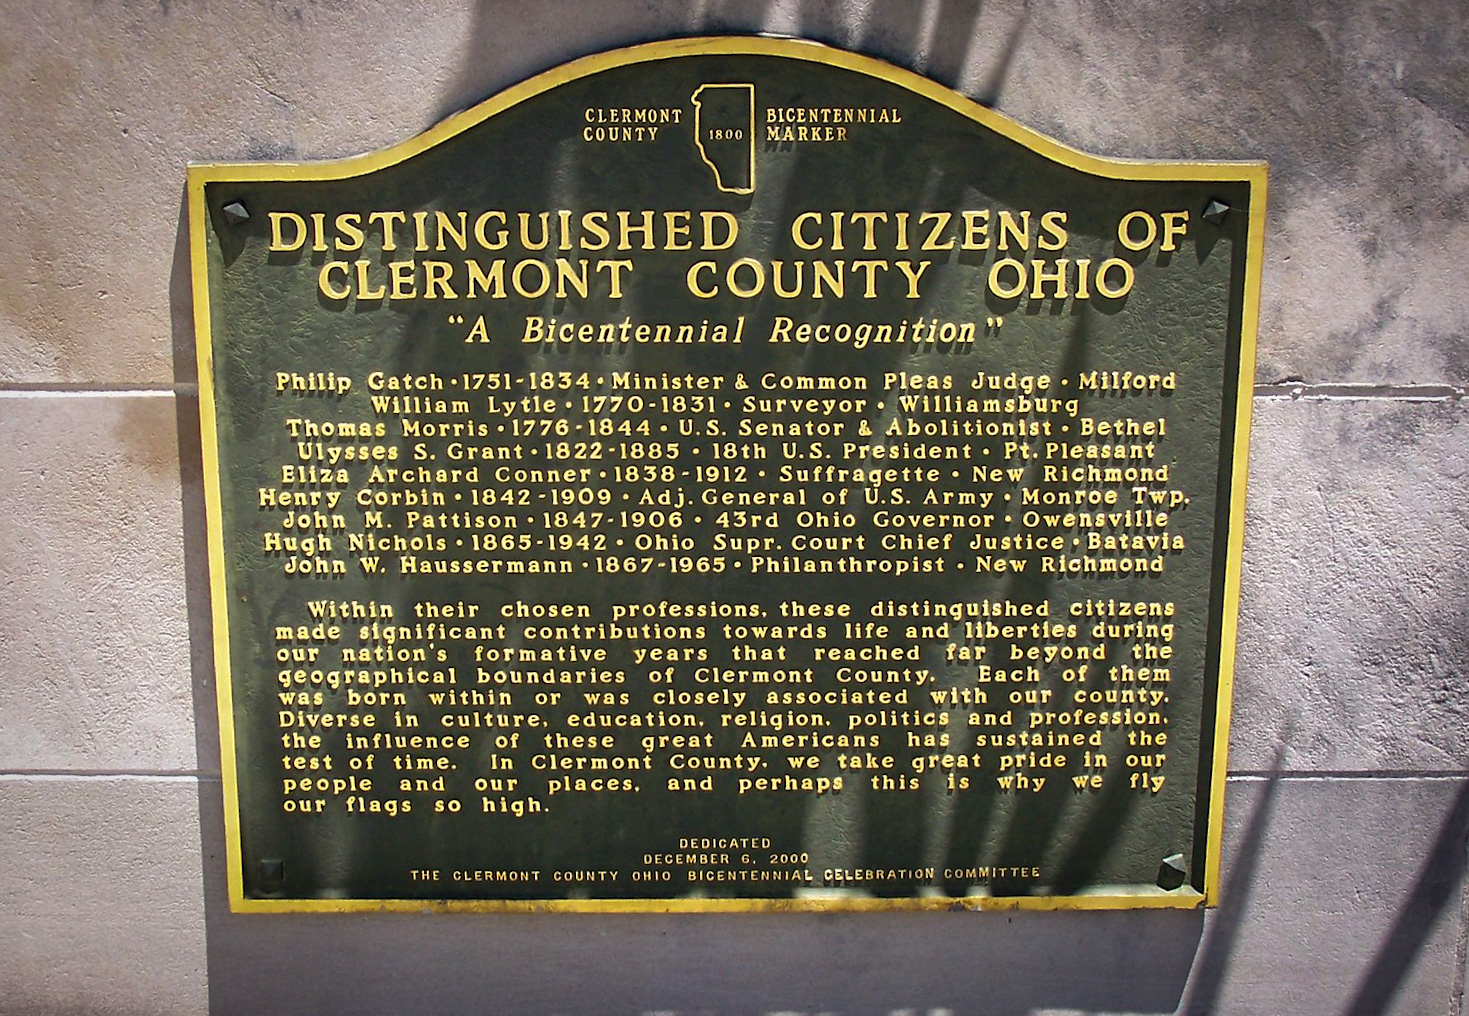 CLERMONT COUNTY
1800
BICENTENNIAL MARKER
DISTINGUISHED CITIZENS OF
CLERMONT COUNTY OHIO
"A Bicentennial Recognition"
Philip Gatch · 1751-1834 · Minister & Common Pleas Judge · Milford
William Lytle · 1770-1831 · Surveyor · Williamsburg
Thomas Morris · 1776-1844 · U.S. Senator & Abolitionist · Bethel
Ulysses S. Grant · 1822-1885 · 18th U.S. President · Pt. Pleasant
Eliza Archard Conner · 1838-1912 · Suffragette · New Richmond
Henry Corbin · 1842-1909 · Adj. General of U.S. Army · Monroe Twp.
John M. Pattison · 1847-1906 · 43rd Ohio Governor · Owensville
Hugh Nichols · 1865-1942 · Ohio Supr. Court Chief Justice · Batavia
John W. Haussermann · 1867-1965 · Philanthropist · New Richmond
Within their chosen professions, these distinguished citizens
made significant contributions towards life and liberties during
our nation's formative years that reached far beyond the
geographical boundaries of Clermont County. Each of them
was born within or was closely associated with our county.
Diverse in culture, education, religion, politics and profession,
the influence of these great Americans has sustained the
test of time. In Clermont County, we take great pride in our
people and our places, and perhaps this is why we fly
our flags so high.
DEDICATED
DECEMBER 6, 2000
THE CLERMONT COUNTY OHIO BICENTENNIAL CELEBRATION COMMITTEE